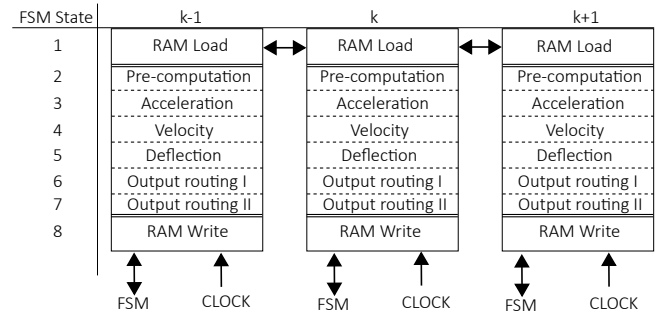 FSM State k-1 k k+1
1 RAM Load RAM Load RAM Load
2 Pre-computation Pre-computation Pre-computation
3 Acceleration Acceleration Acceleration
4 Velocity Velocity Velocity
5 Deflection Deflection Deflection
6 Output routing I Output routing I Output routing I
7 Output routing II Output routing II Output routing II
8 RAM Write RAM Write RAM Write
FSM CLOCK FSM CLOCK FSM CLOCK